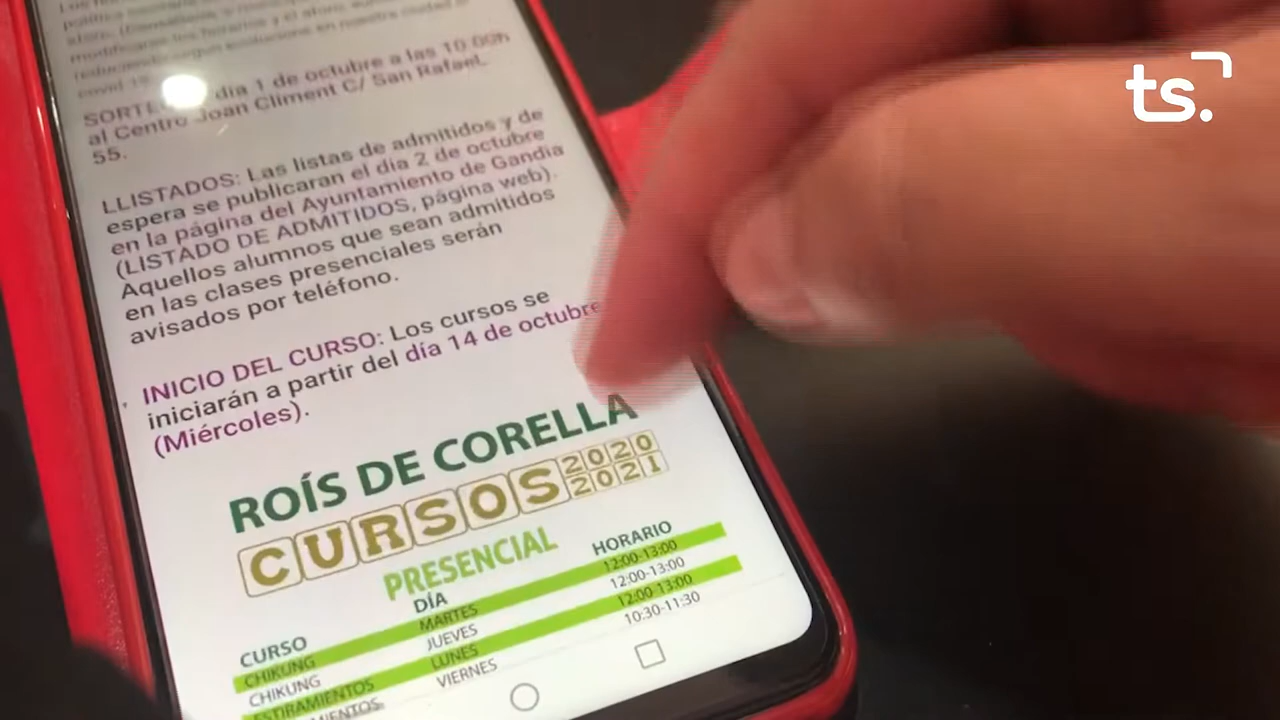 ts.
SORTE día 1 de octubre a las 10:00h
al Centro Joan Climent C/ San Rafael,
55.
LLISTADOS: Las listas de admitidos y de
espera se publicaran el día 2 de octubre
en la página del Ayuntamiento de Gandia
(LISTADO DE ADMITIDOS, página web).
Aquellos alumnos que sean admitidos
en las clases presenciales serán
avisados por teléfono.
INICIO DEL CURSO: Los cursos se
iniciarán a partir del día 14 de octubre
(Miércoles).
ROÍS DE CORELLA
CURSOS 2020 2021
PRESENCIAL
CURSO DÍA HORARIO
CHIKUNG MARTES 12:00-13:00
CHIKUNG JUEVES 12:00-13:00
ESTIRAMIENTOS LUNES 12:00-13:00
MIENTOS VIERNES 10:30-11:30